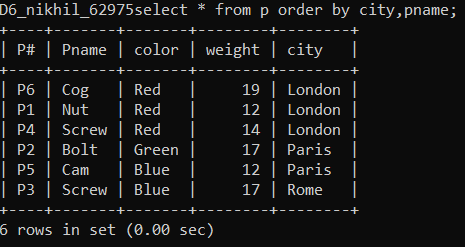 D6_nikhil_62975select * from p order by city,pname;
+----+-------+-------+--------+--------+
| P# | Pname | color | weight | city   |
+----+-------+-------+--------+--------+
| P6 | Cog   | Red   |     19 | London |
| P1 | Nut   | Red   |     12 | London |
| P4 | Screw | Red   |     14 | London |
| P2 | Bolt  | Green |     17 | Paris  |
| P5 | Cam   | Blue  |     12 | Paris  |
| P3 | Screw | Blue  |     17 | Rome   |
+----+-------+-------+--------+--------+
6 rows in set (0.00 sec)